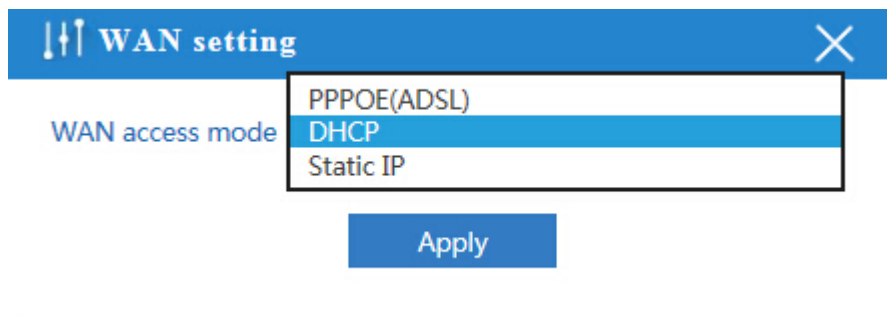 WAN setting
PPPOE(ADSL)
WAN access mode DHCP
Static IP
Apply